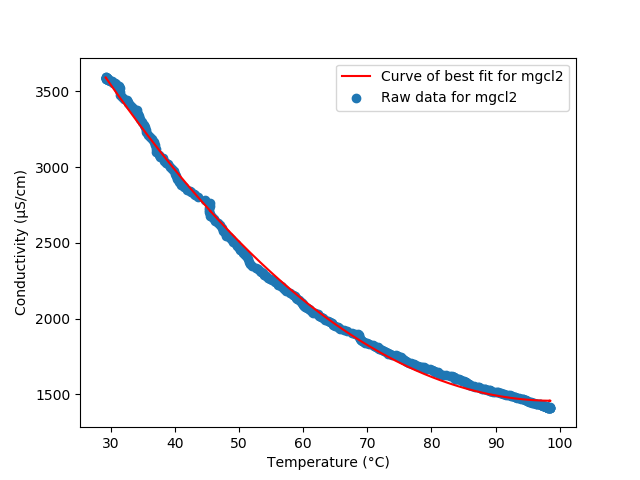 Curve of best fit for mgcl2
Raw data for mgcl2
3500
3000
2500
2000
1500
Conductivity (μS/cm)
30 40 50 60 70 80 90 100
Temperature (°C)